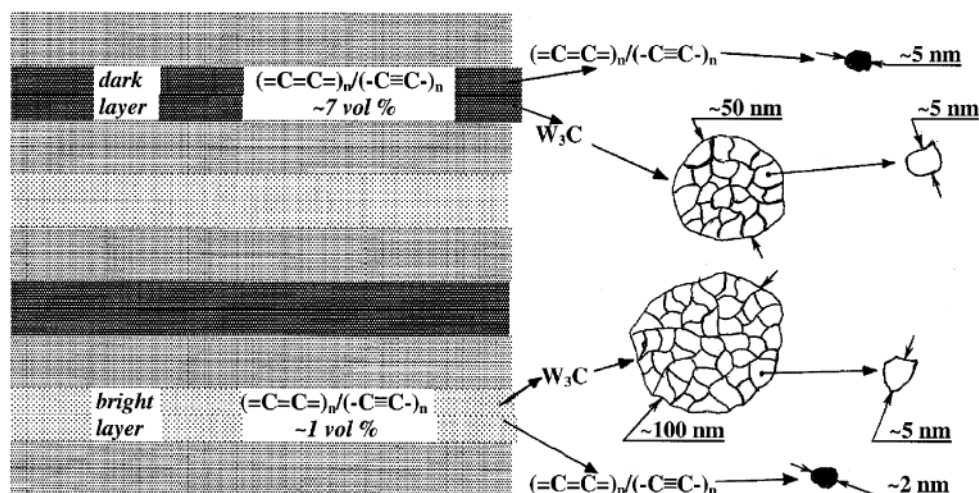 dark
layer
(=C=C=)ₙ/(-C≡C-)ₙ
~7 vol %
(=C=C=)ₙ/(-C≡C-)ₙ
~5 nm
W₃C
~50 nm
~5 nm
bright
layer
(=C=C=)ₙ/(-C≡C-)ₙ
~1 vol %
W₃C
~100 nm
~5 nm
(=C=C=)ₙ/(-C≡C-)ₙ
~2 nm